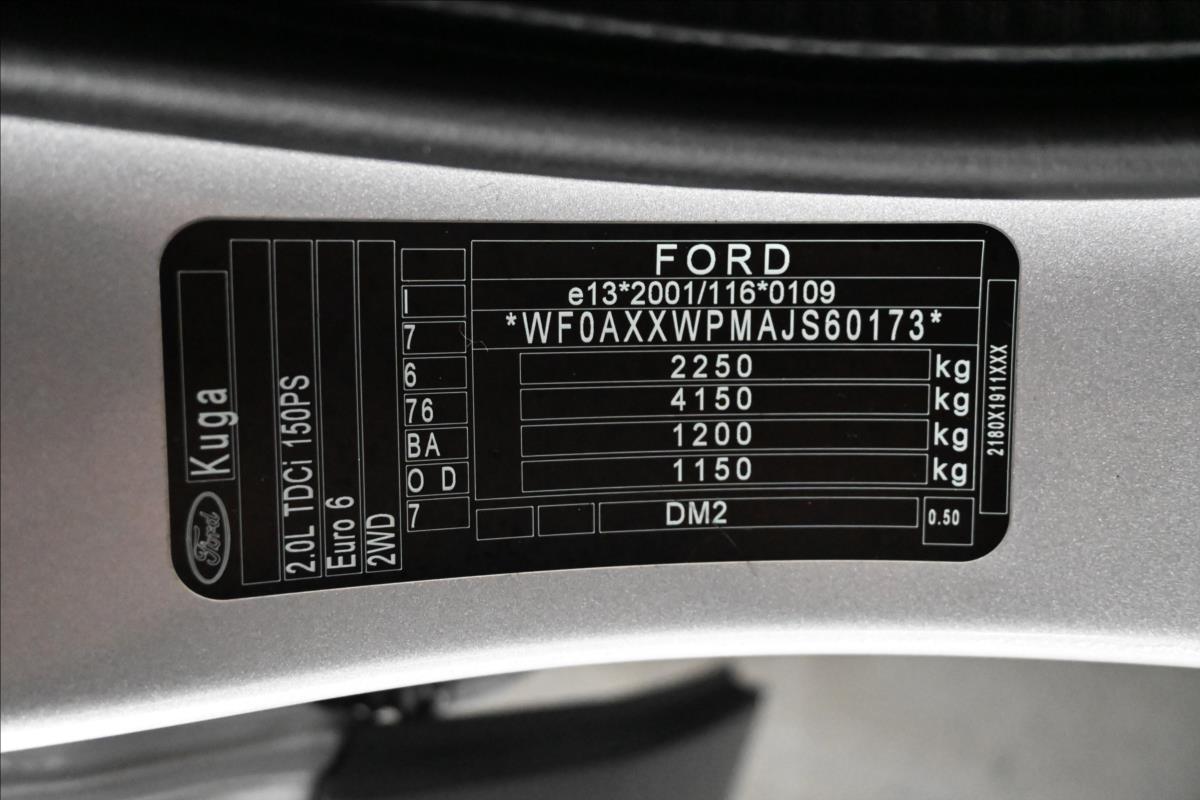 FORD
e13*2001/116*0109
*WF0AXXWPMAJS60173*
2250 kg
4150 kg
1200 kg
1150 kg
DM2
0.50
2180X1911XXX
I
7
6
76
BA
O D
7
Ford
Kuga
2.0L TDCi 150PS
Euro 6
2WD